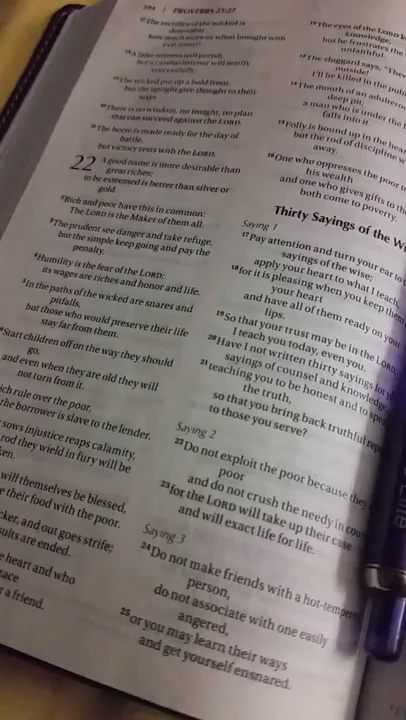 594 | PROVERBS 21:27
27 The sacrifice of the wicked is
detestable—
how much more so when brought with
evil intent!
28 A false witness will perish,
but a careful listener will testify
successfully.
29 The wicked put up a bold front,
but the upright give thought to their
ways.
30 There is no wisdom, no insight, no plan
that can succeed against the LORD.
31 The horse is made ready for the day of
battle,
but victory rests with the LORD.
22 A good name is more desirable than
great riches;
to be esteemed is better than silver or
gold.
2 Rich and poor have this in common:
The LORD is the Maker of them all.
3 The prudent see danger and take refuge,
but the simple keep going and pay the
penalty.
4 Humility is the fear of the LORD;
its wages are riches and honor and life.
5 In the paths of the wicked are snares and
pitfalls,
but those who would preserve their life
stay far from them.
Start children off on the way they should
go,
and even when they are old they will
not turn from it.
rule over the poor,
the borrower is slave to the lender.
sows injustice reaps calamity,
rod they wield in fury will be
will themselves be blessed,
their food with the poor.
and out goes strife;
are ended.
heart and who
a friend.
12 The eyes of the LORD
knowledge,
but he frustrates the
unfaithful.
13 The sluggard says, "There
outside!
I'll be killed in the
14 The mouth of an
deep pit;
a man who is under the
falls into it.
15 Folly is bound up in the
but the rod of discipline
away.
16 One who oppresses the poor
his wealth
and one who gives gifts to
both come to poverty.
Thirty Sayings of the
Saying 1
17 Pay attention and turn your ear to
sayings of the wise;
apply your heart to what I teach,
18 for it is pleasing when you keep them
your heart
and have all of them ready on your
lips.
19 So that your trust may be in the LORD,
I teach you today, even you.
20 Have I not written thirty sayings for
sayings of counsel and knowledge,
21 teaching you to be honest and to
the truth,
so that you bring back truthful
to those you serve?
Saying 2
22 Do not exploit the poor because they
poor
and do not crush the needy in
23 for the LORD will take up their case
and will exact life for life.
Saying 3
24 Do not make friends with a
person,
do not associate with one easily
angered,
25 or you may learn their ways
and get yourself ensnared.